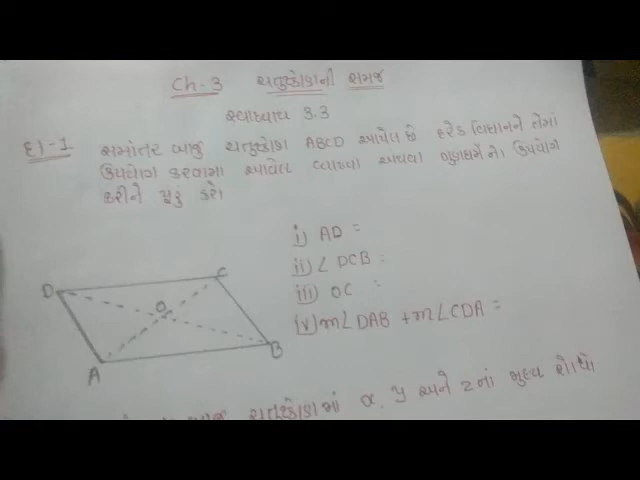 Ch-3 ચતુષ્કોણની સમજ
સ્વાધ્યાય 3.3
દા-1 સમાંતર બાજુ ચતુષ્કોણ ABCD આપેલ છે દરેક વિધાનને તેમાં
ઉપયોગ કરવામાં આવેલ વ્યાખ્યા અથવા ગુણધર્મનો ઉપયોગ
કરીને પૂરું કરો
i) AD =
ii) ∠ DCB =
iii) OC =
iv) m∠DAB + m∠CDA =
D
C
O
A
B
ચતુષ્કોણમાં x, y અને z નાં મુલ્ય શોધો